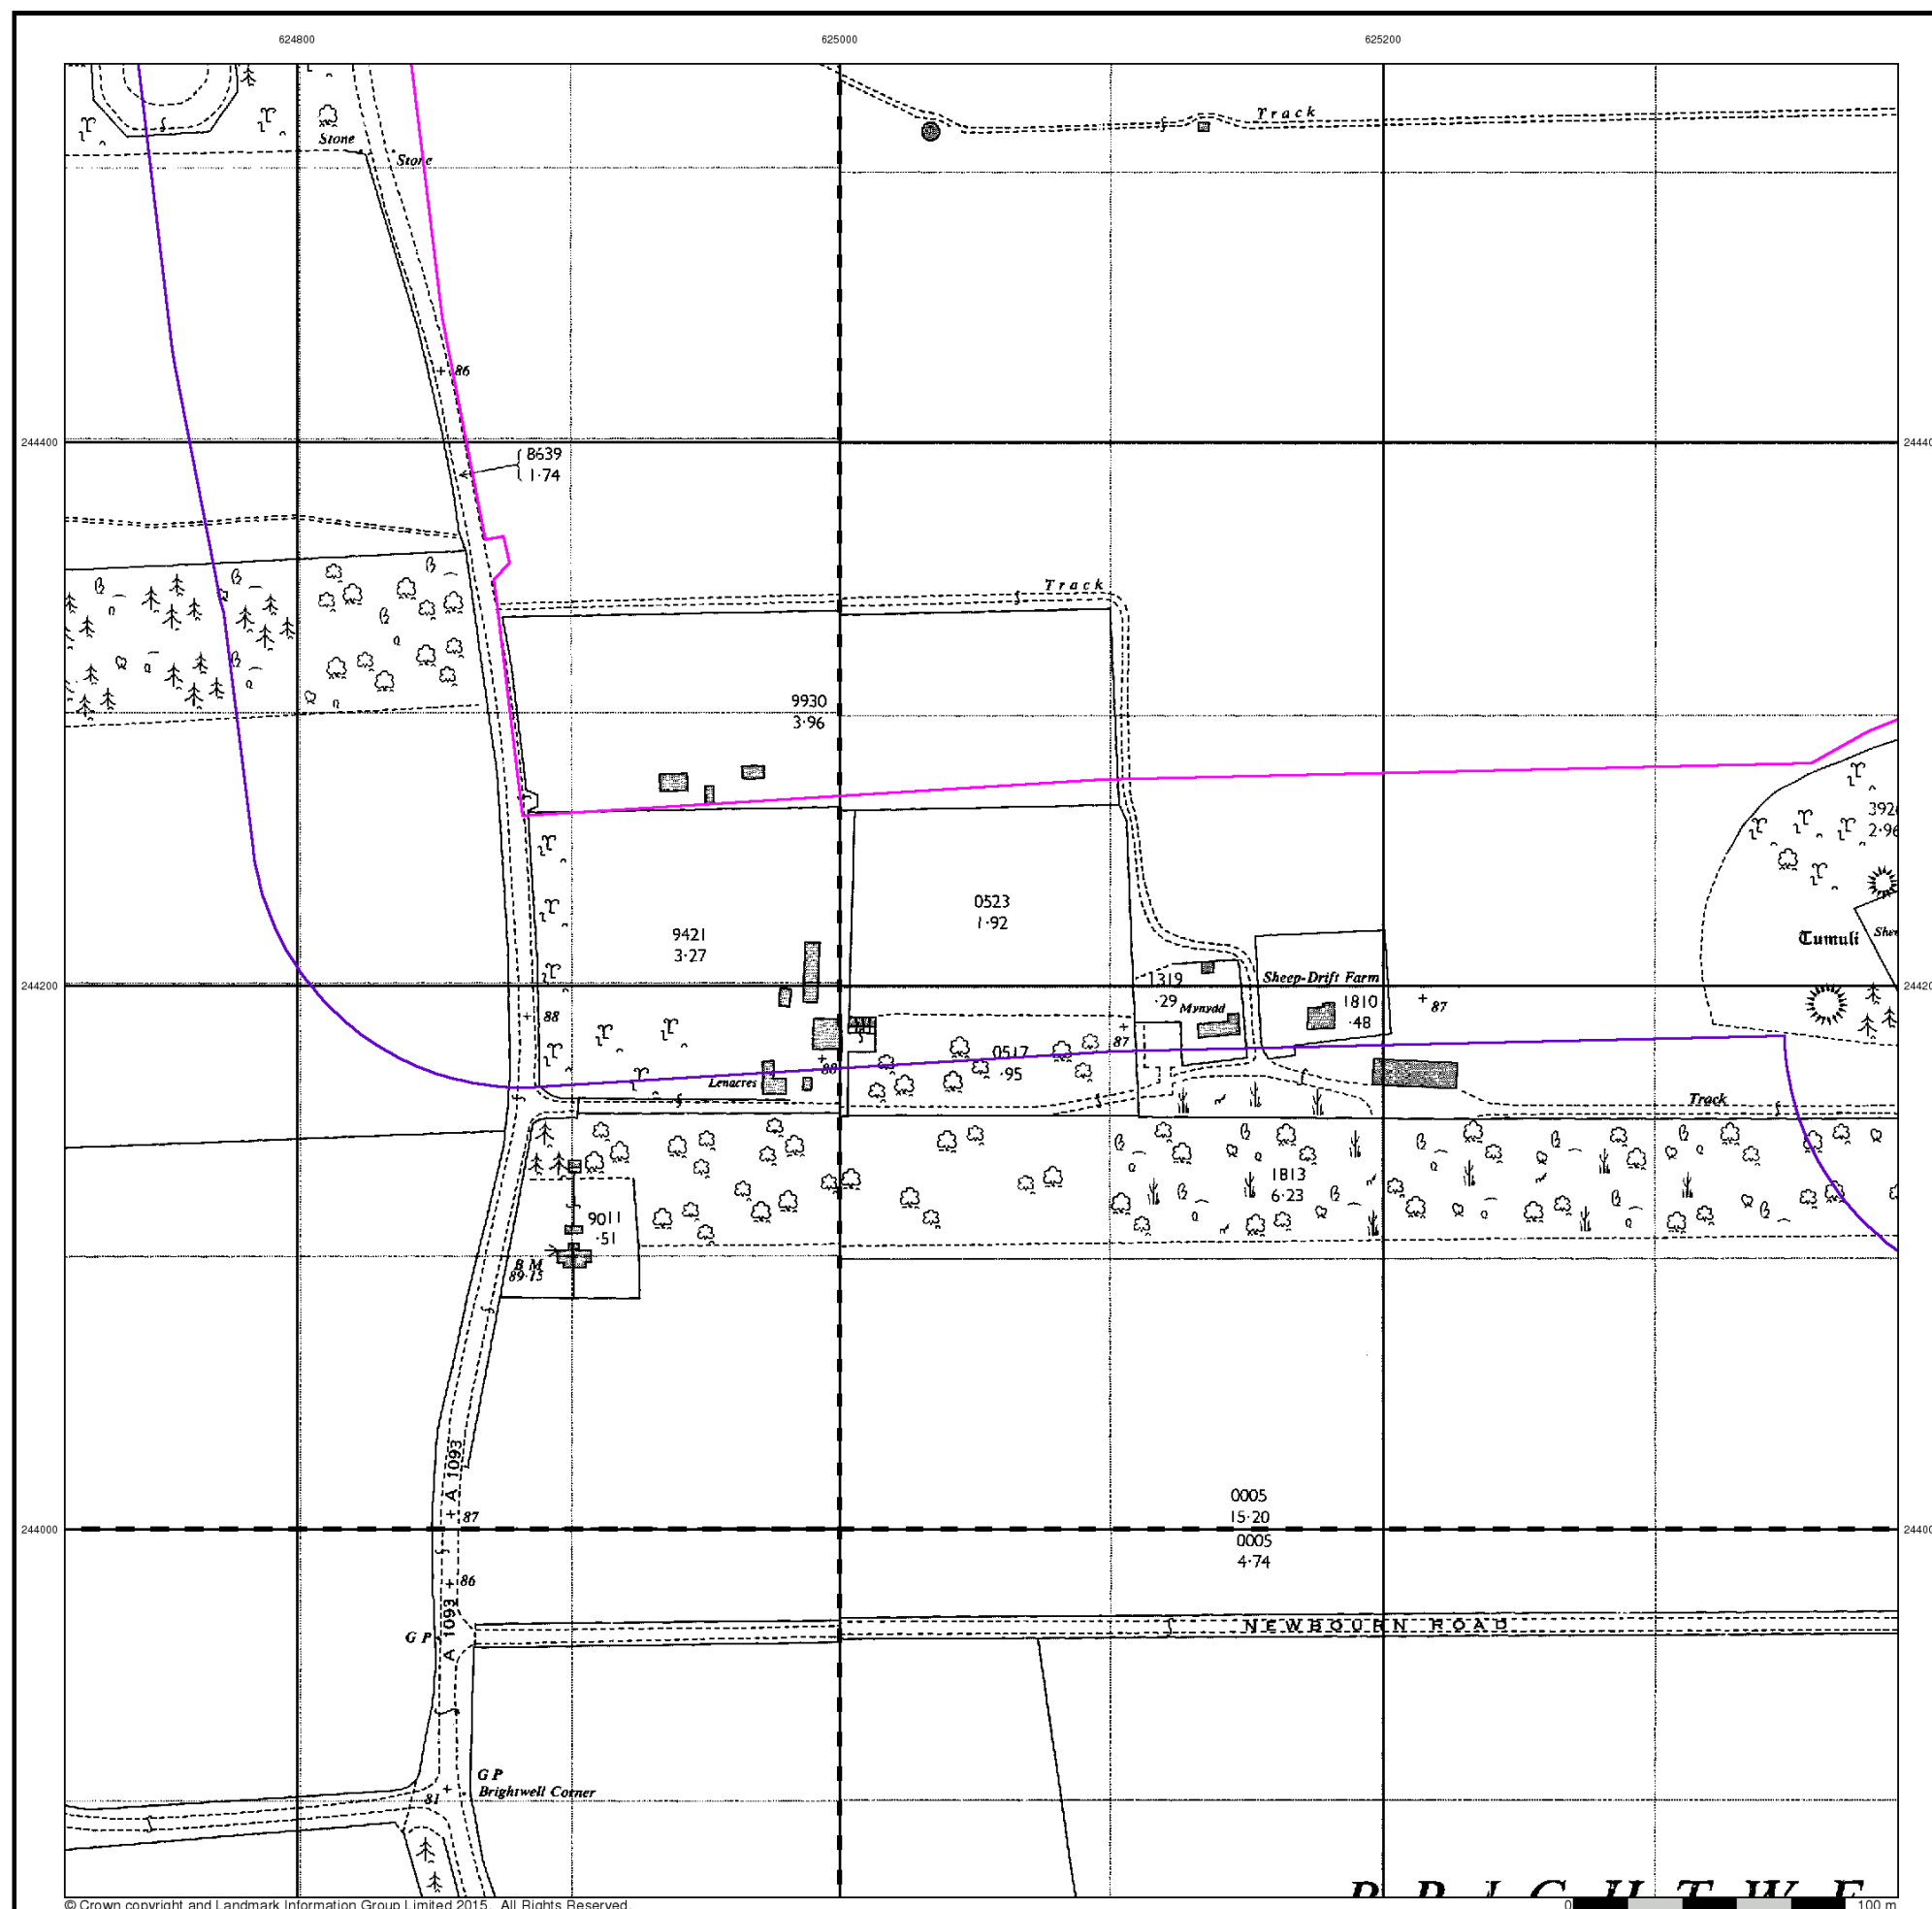 624800
625000
625200
Track
Stone
Stone
86
244400
8639
1·74
Track
9930
3·96
2·96
0523
1·92
9421
3·27
Tumuli
1319
·29
Sheep-Drift Farm
Mynydd
1810
·48
87
244200
88
87
0517
·95
88
Lenacres
Track
1813
6·23
9011
·51
B M
89·15
A 1093
0005
15·20
87
244000
0005
4·74
86
A 1093
G P
NEWBOURN ROAD
G P
Brightwell Corner
81
© Crown copyright and Landmark Information Group Limited 2015. All Rights Reserved.
0
100 m